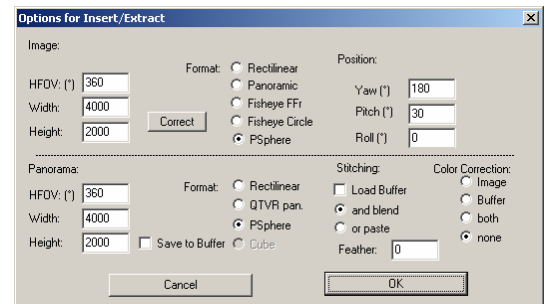 Options for Insert/Extract
Image:
HFOV: (°) 360
Width: 4000
Height: 2000
Correct
Format:
Rectilinear
Panoramic
Fisheye FFr
Fisheye Circle
PSphere
Position:
Yaw (°) 180
Pitch (°) 30
Roll (°) 0
Panorama:
HFOV: (°) 360
Width: 4000
Height: 2000
Save to Buffer
Format:
Rectilinear
QTVR pan.
PSphere
Cube
Stitching:
Load Buffer
and blend
or paste
Feather: 0
Color Correction:
Image
Buffer
both
none
Cancel
OK